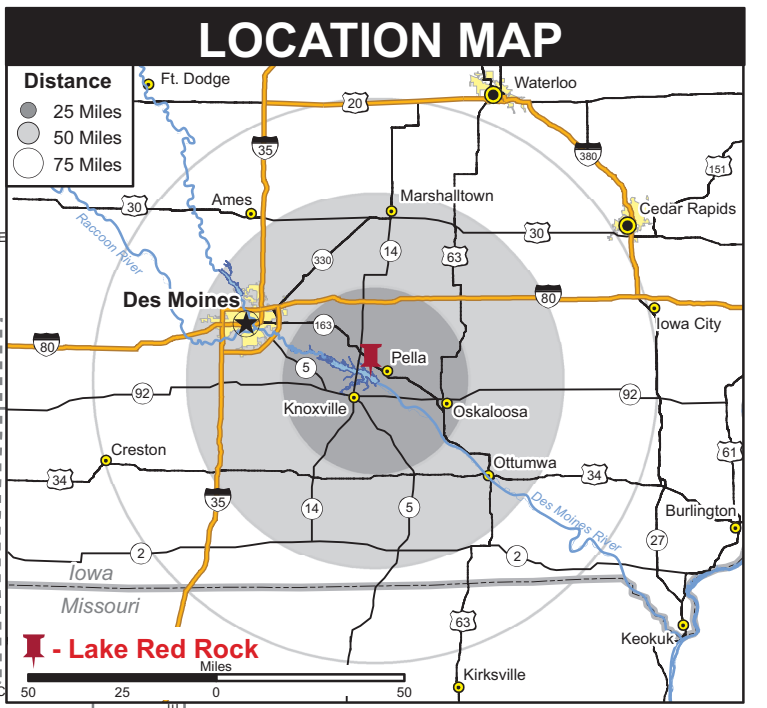 LOCATION MAP
Distance
25 Miles
50 Miles
75 Miles
Ft. Dodge
Waterloo
20
35
380
151
Ames
30
Marshalltown
Cedar Rapids
Raccoon River
330
14
63
30
Des Moines
80
163
Iowa City
80
Pella
5
92
Knoxville
Oskaloosa
92
Creston
Ottumwa
61
34
34
35
14
5
Des Moines River
Burlington
27
2
2
Iowa
Missouri
63
Keokuk
- Lake Red Rock
Miles
50 25 0 50
Kirksville